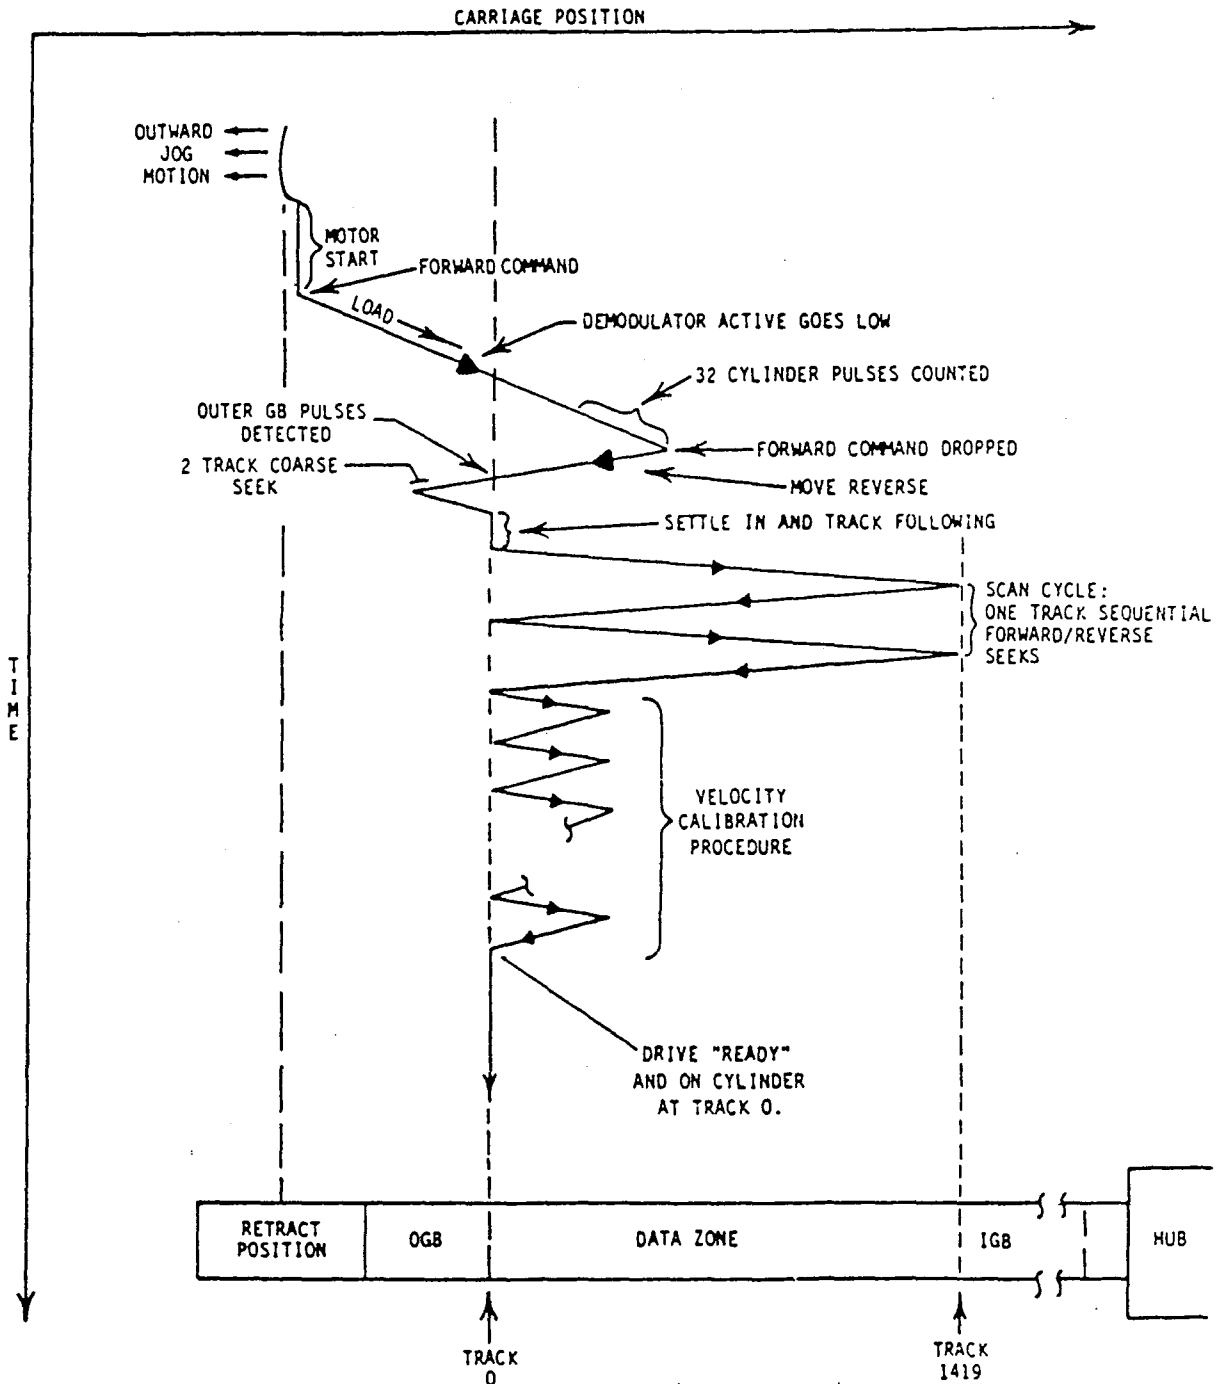 CARRIAGE POSITION
OUTWARD
JOG
MOTION
MOTOR
START
FORWARD COMMAND
LOAD
DEMODULATOR ACTIVE GOES LOW
32 CYLINDER PULSES COUNTED
OUTER GB PULSES
DETECTED
FORWARD COMMAND DROPPED
2 TRACK COARSE
SEEK
MOVE REVERSE
SETTLE IN AND TRACK FOLLOWING
SCAN CYCLE:
ONE TRACK SEQUENTIAL
FORWARD/REVERSE
SEEKS
TIME
VELOCITY
CALIBRATION
PROCEDURE
DRIVE "READY"
AND ON CYLINDER
AT TRACK 0.
RETRACT
POSITION
OGB
DATA ZONE
IGB
HUB
TRACK
0
TRACK
1419